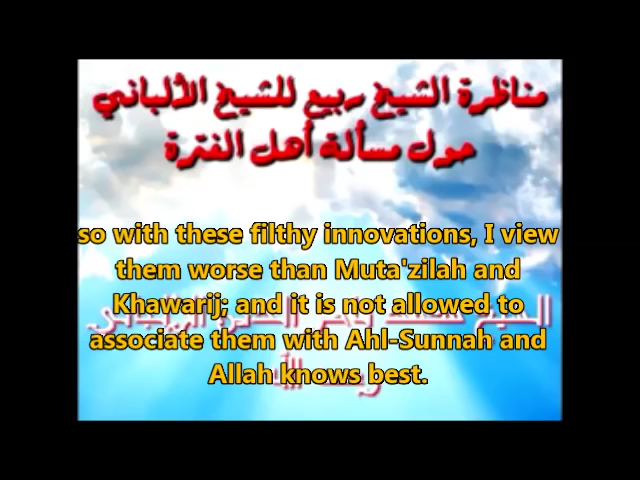 مناظرة الشيخ ربيع للشيخ الألباني
حول مسألة أهل الفترة
so with these filthy innovations, I view
them worse than Muta'zilah and
Khawarij; and it is not allowed to
associate them with Ahl-Sunnah and
Allah knows best.